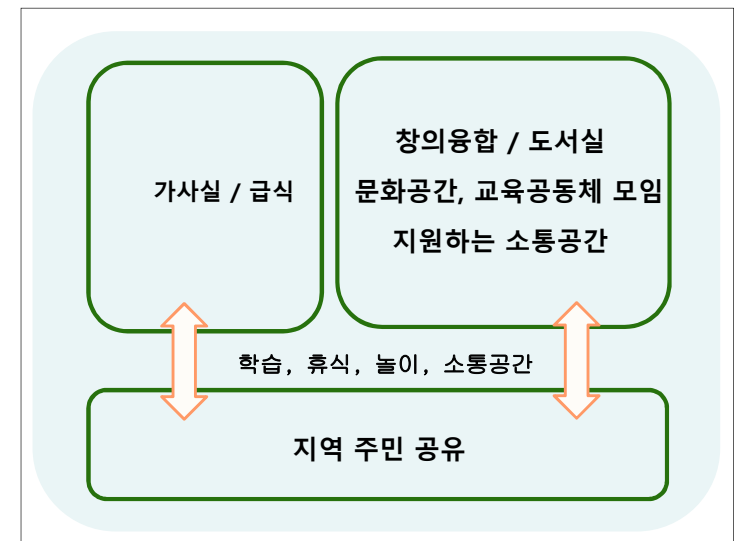 가사실 / 급식
창의융합 / 도서실
문화공간, 교육공동체 모임
지원하는 소통공간
학습, 휴식, 놀이, 소통공간
지역 주민 공유